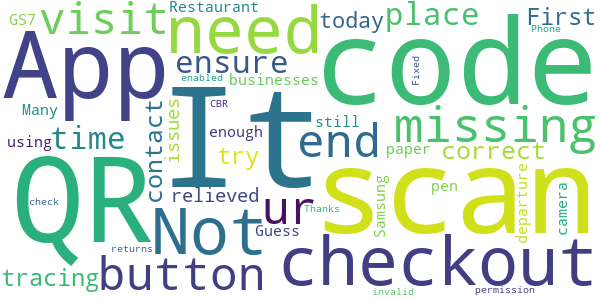 GS7 visit Restaurant today place First
App need code Phone
Many ensure enabled CBR businesses Fixed
using time contact issues enough still missing
try end paper correct
QR It scan
check relieved ur pen Samsung departure camera
Not Guess Thanks
tracing returns button checkout
invalid permission